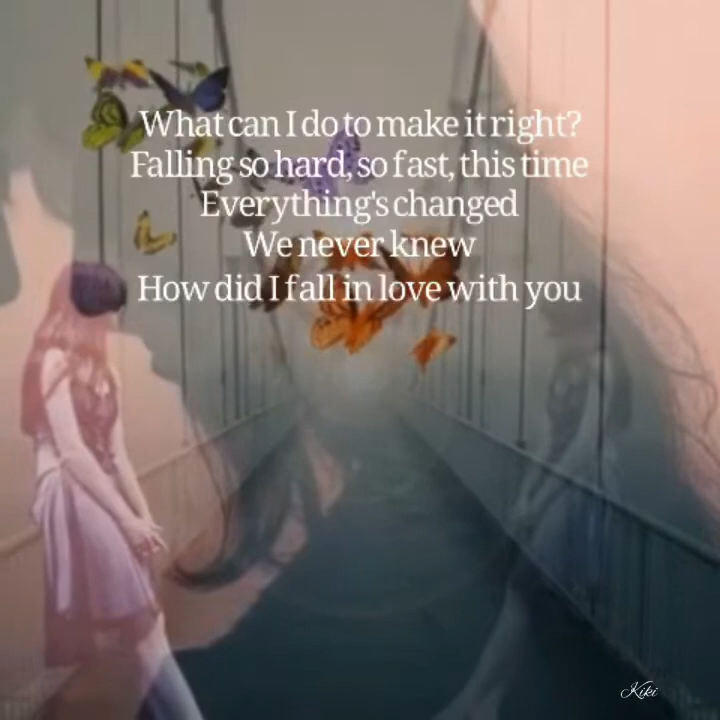 What can I do to make it right?
Falling so hard, so fast, this time
Everything's changed
We never knew
How did I fall in love with you
Kiki